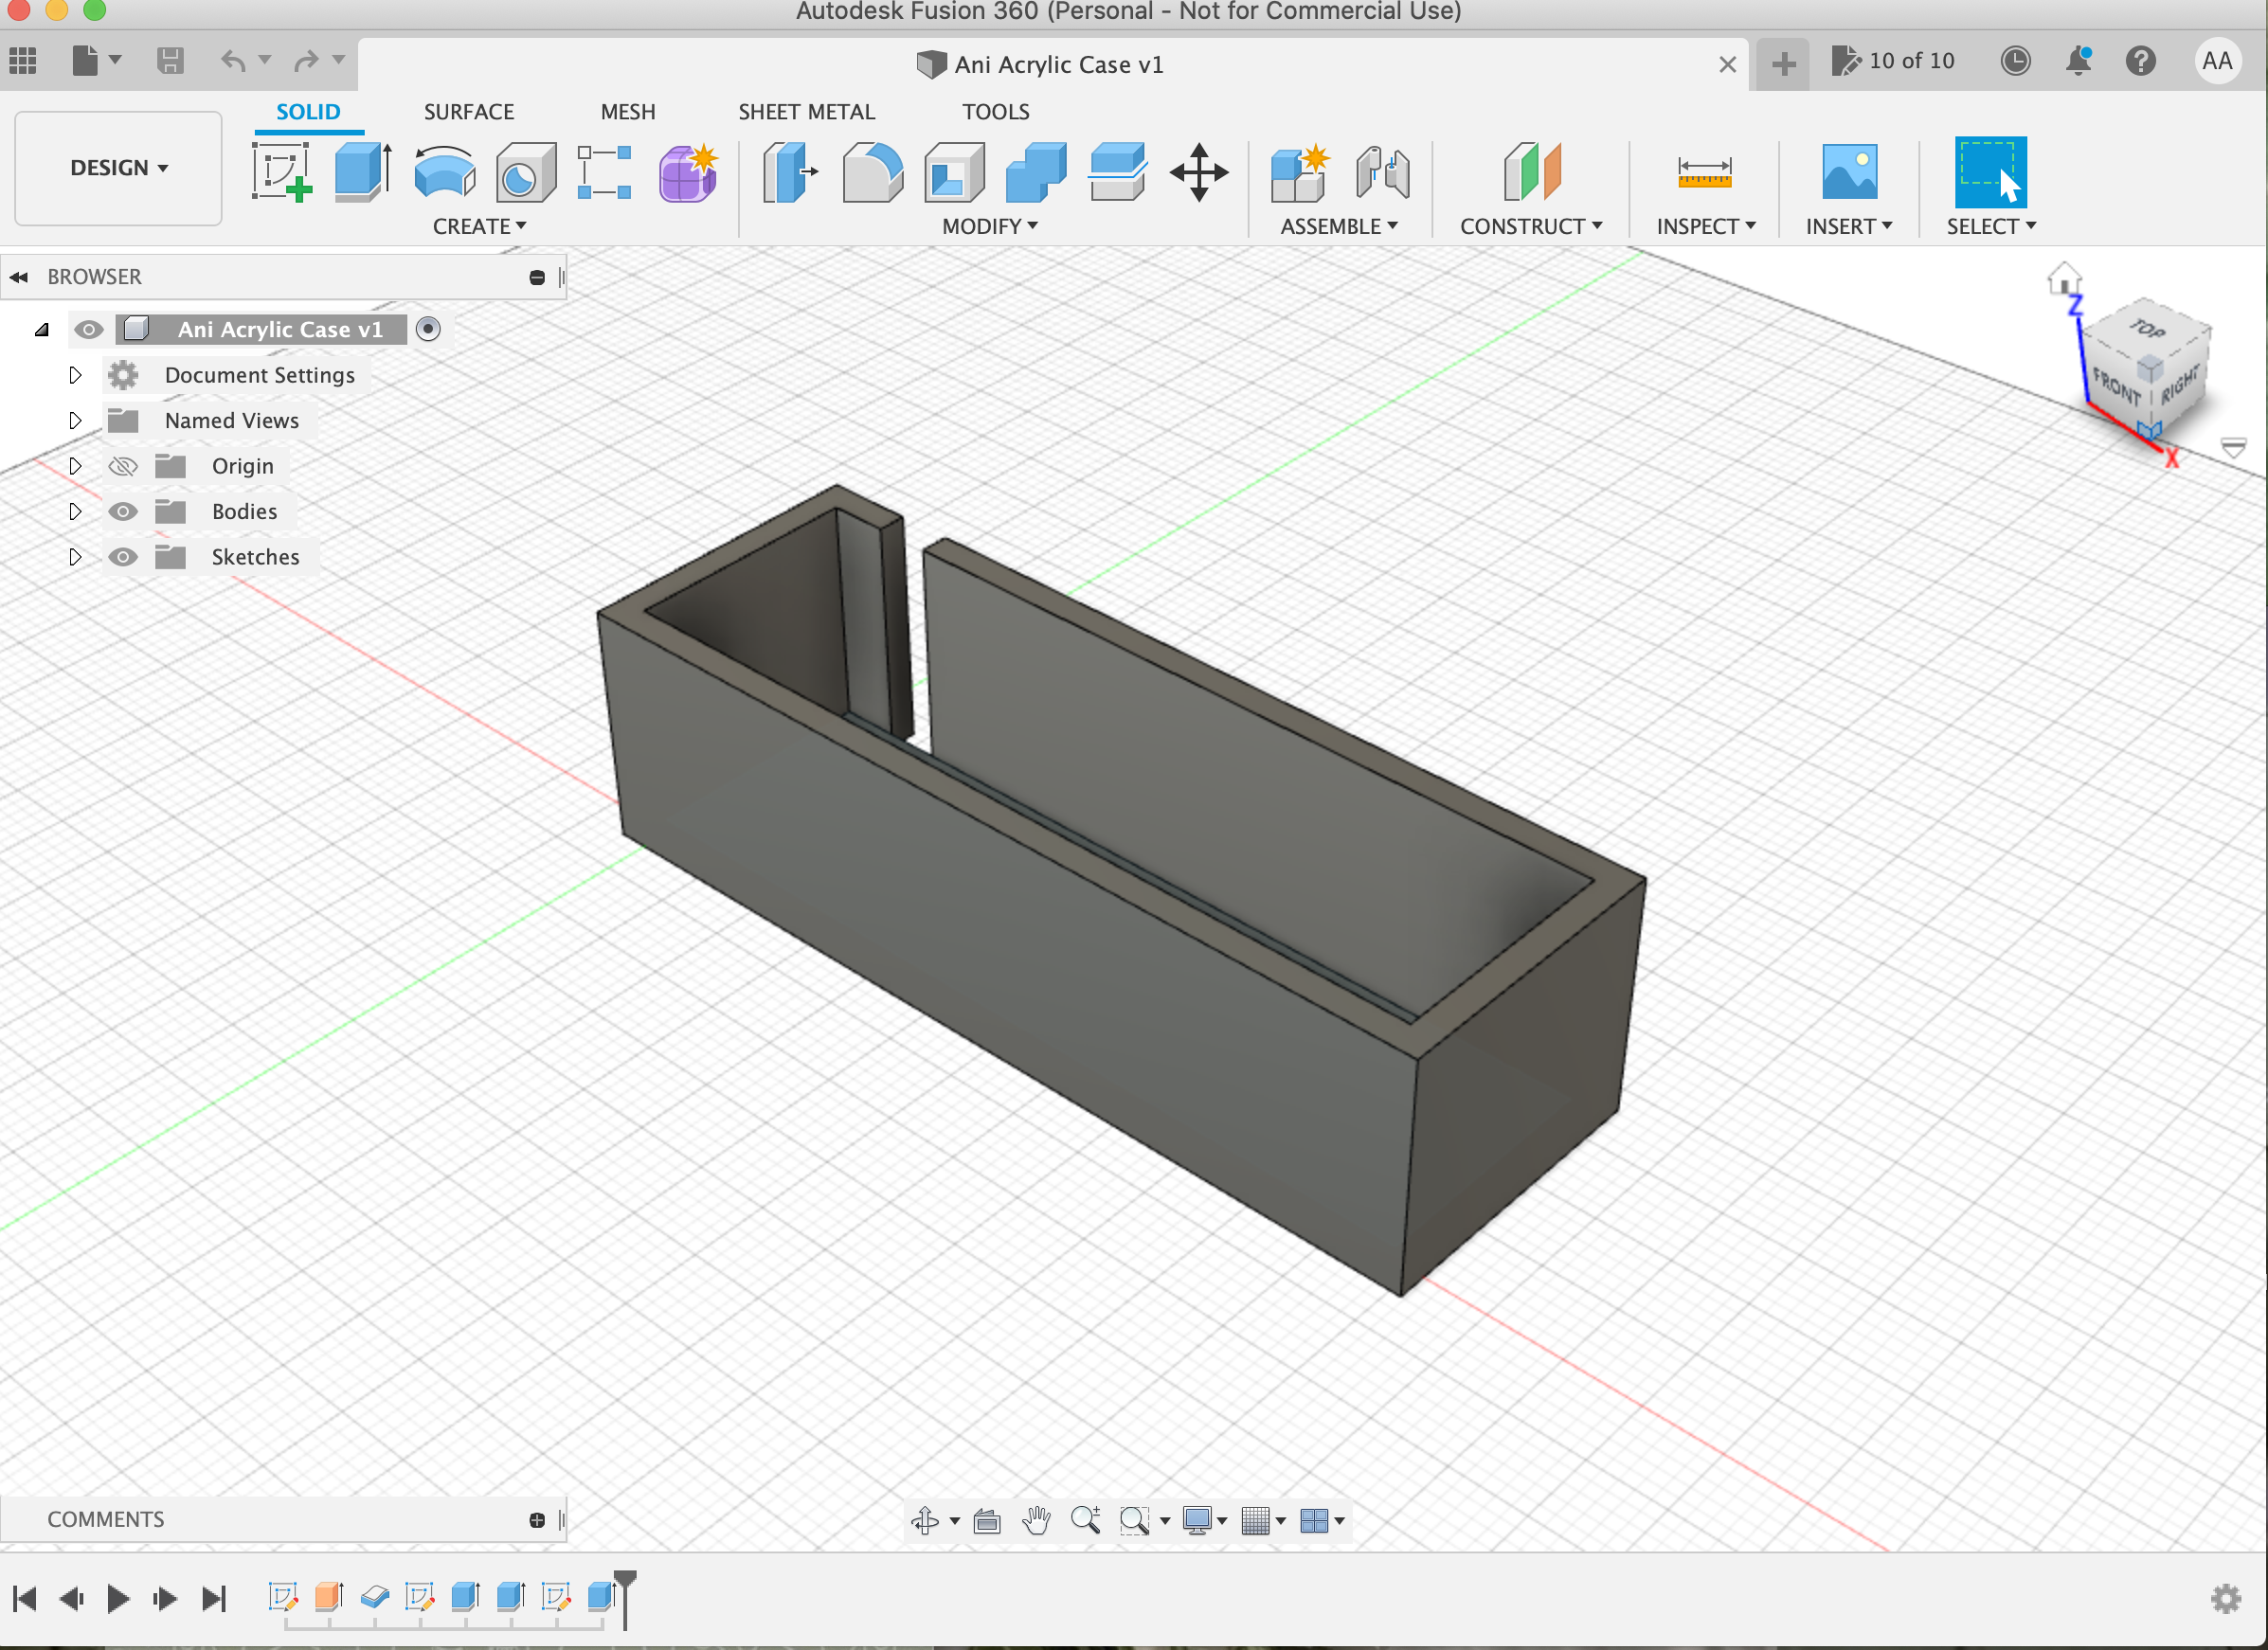 Autodesk Fusion 360 (Personal - Not for Commercial Use)
Ani Acrylic Case v1
10 of 10
AA
SOLID SURFACE MESH SHEET METAL TOOLS
DESIGN
CREATE MODIFY ASSEMBLE CONSTRUCT INSPECT INSERT SELECT
BROWSER
Ani Acrylic Case v1
Document Settings
Named Views
Origin
Bodies
Sketches
Z
TOP
FRONT
RIGHT
X
COMMENTS